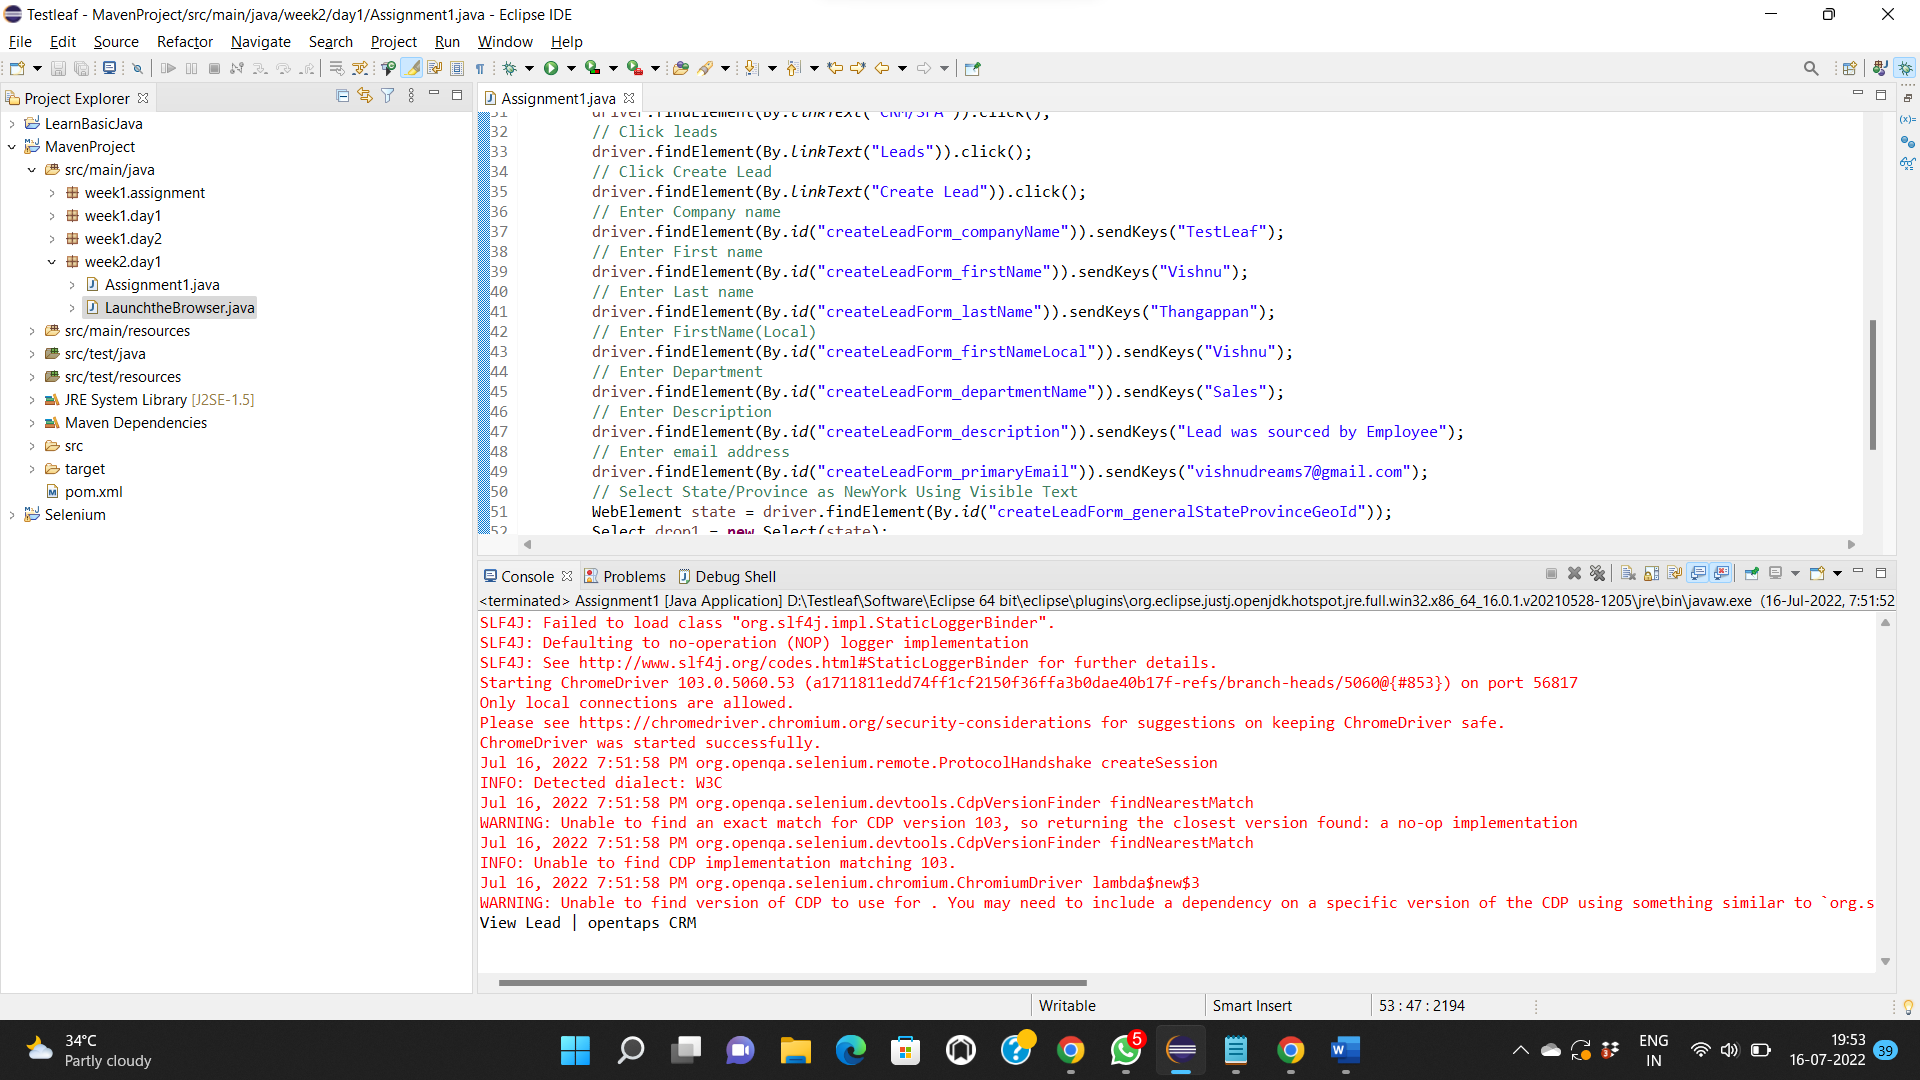 Testleaf - MavenProject/src/main/java/week2/day1/Assignment1.java - Eclipse IDE
File Edit Source Refactor Navigate Search Project Run Window Help
Project Explorer
LearnBasicJava
MavenProject
src/main/java
week1.assignment
week1.day1
week1.day2
week2.day1
Assignment1.java
LaunchtheBrowser.java
src/main/resources
src/test/java
src/test/resources
JRE System Library [J2SE-1.5]
Maven Dependencies
src
target
pom.xml
Selenium
Assignment1.java
31 driver.findElement(By.linkText("CRM/SFA")).click();
32 // Click leads
33 driver.findElement(By.linkText("Leads")).click();
34 // Click Create Lead
35 driver.findElement(By.linkText("Create Lead")).click();
36 // Enter Company name
37 driver.findElement(By.id("createLeadForm_companyName")).sendKeys("TestLeaf");
38 // Enter First name
39 driver.findElement(By.id("createLeadForm_firstName")).sendKeys("Vishnu");
40 // Enter Last name
41 driver.findElement(By.id("createLeadForm_lastName")).sendKeys("Thangappan");
42 // Enter FirstName(Local)
43 driver.findElement(By.id("createLeadForm_firstNameLocal")).sendKeys("Vishnu");
44 // Enter Department
45 driver.findElement(By.id("createLeadForm_departmentName")).sendKeys("Sales");
46 // Enter Description
47 driver.findElement(By.id("createLeadForm_description")).sendKeys("Lead was sourced by Employee");
48 // Enter email address
49 driver.findElement(By.id("createLeadForm_primaryEmail")).sendKeys("vishnudreams7@gmail.com");
50 // Select State/Province as NewYork Using Visible Text
51 WebElement state = driver.findElement(By.id("createLeadForm_generalStateProvinceGeoId"));
52 Select drop1 = new Select(state);
Console Problems Debug Shell
<terminated> Assignment1 [Java Application] D:\Testleaf\Software\Eclipse 64 bit\eclipse\plugins\org.eclipse.justj.openjdk.hotspot.jre.full.win32.x86_64_16.0.1.v20210528-1205\jre\bin\javaw.exe (16-Jul-2022, 7:51:52
SLF4J: Failed to load class "org.slf4j.impl.StaticLoggerBinder".
SLF4J: Defaulting to no-operation (NOP) logger implementation
SLF4J: See http://www.slf4j.org/codes.html#StaticLoggerBinder for further details.
Starting ChromeDriver 103.0.5060.53 (a1711811edd74ff1cf2150f36ffa3b0dae40b17f-refs/branch-heads/5060@{#853}) on port 56817
Only local connections are allowed.
Please see https://chromedriver.chromium.org/security-considerations for suggestions on keeping ChromeDriver safe.
ChromeDriver was started successfully.
Jul 16, 2022 7:51:58 PM org.openqa.selenium.remote.ProtocolHandshake createSession
INFO: Detected dialect: W3C
Jul 16, 2022 7:51:58 PM org.openqa.selenium.devtools.CdpVersionFinder findNearestMatch
WARNING: Unable to find an exact match for CDP version 103, so returning the closest version found: a no-op implementation
Jul 16, 2022 7:51:58 PM org.openqa.selenium.devtools.CdpVersionFinder findNearestMatch
INFO: Unable to find CDP implementation matching 103.
Jul 16, 2022 7:51:58 PM org.openqa.selenium.chromium.ChromiumDriver lambda$new$3
WARNING: Unable to find version of CDP to use for . You may need to include a dependency on a specific version of the CDP using something similar to `org.s
View Lead | opentaps CRM
Writable Smart Insert 53 : 47 : 2194
34°C
Partly cloudy
5
3
ENG
IN
19:53
16-07-2022
39